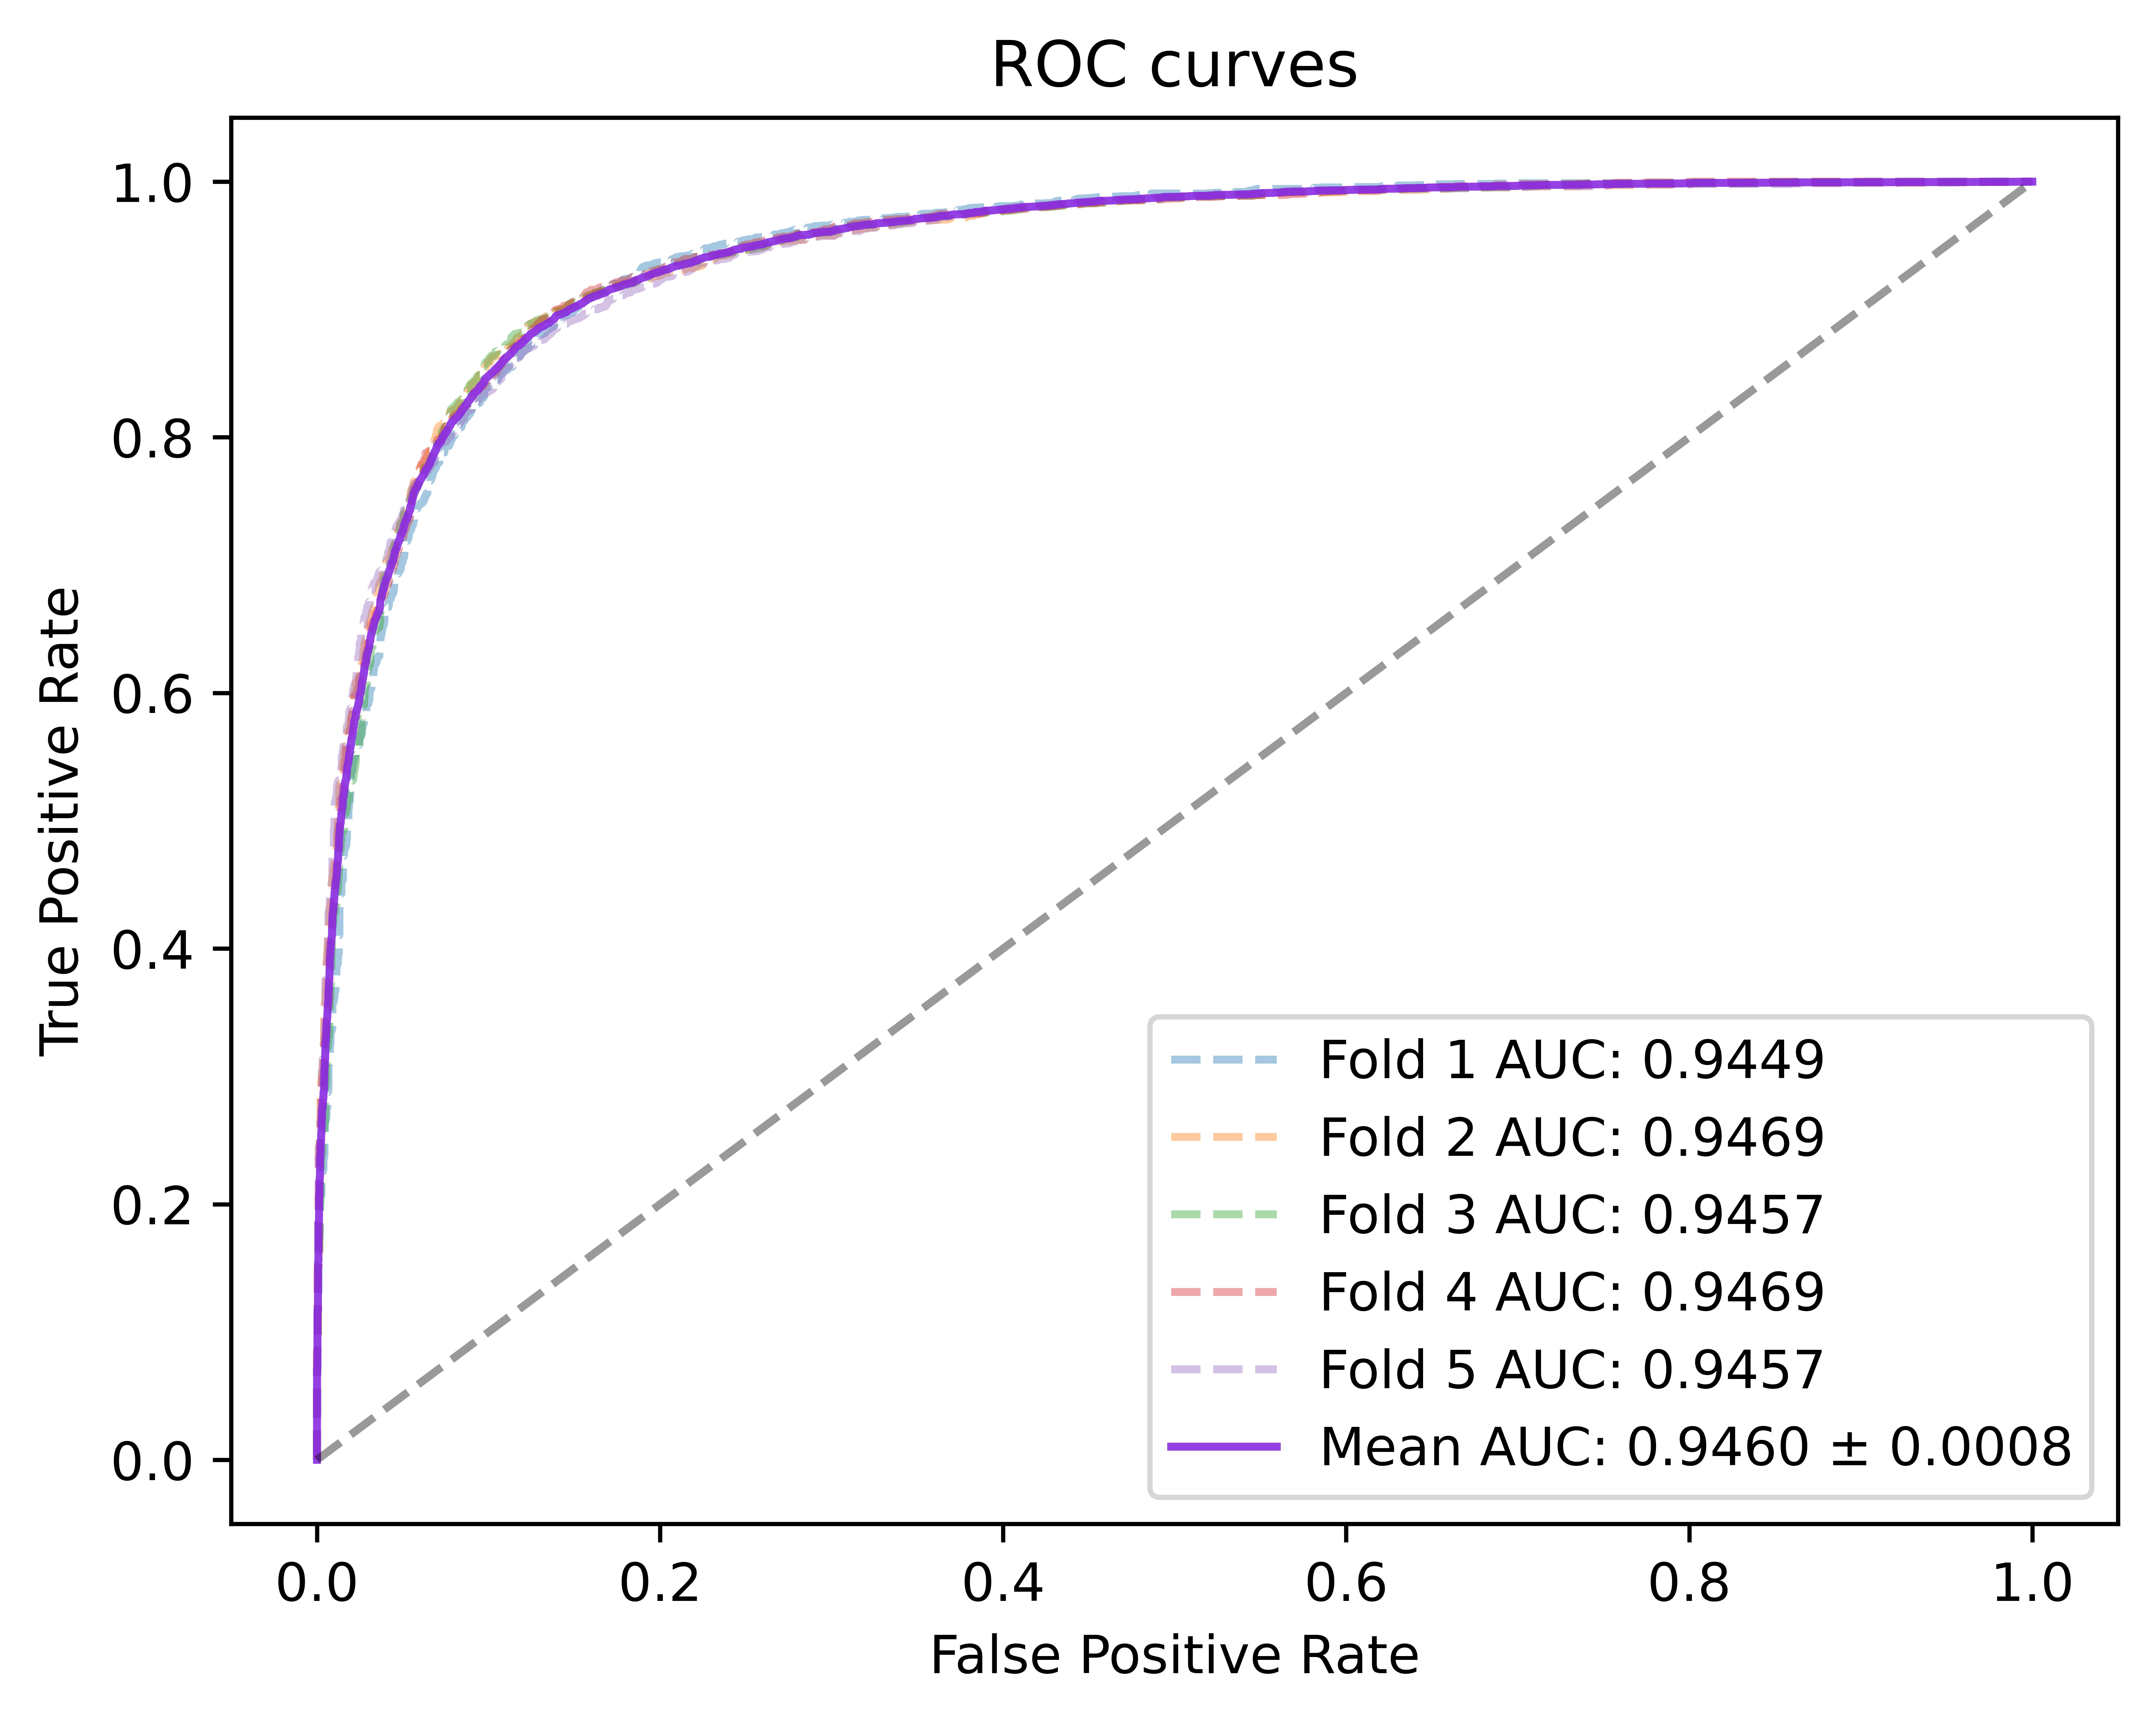 ROC curves
1.0
0.8
0.6
0.4
0.2
0.0
True Positive Rate
Fold 1 AUC: 0.9449
Fold 2 AUC: 0.9469
Fold 3 AUC: 0.9457
Fold 4 AUC: 0.9469
Fold 5 AUC: 0.9457
Mean AUC: 0.9460 ± 0.0008
0.0 0.2 0.4 0.6 0.8 1.0
False Positive Rate